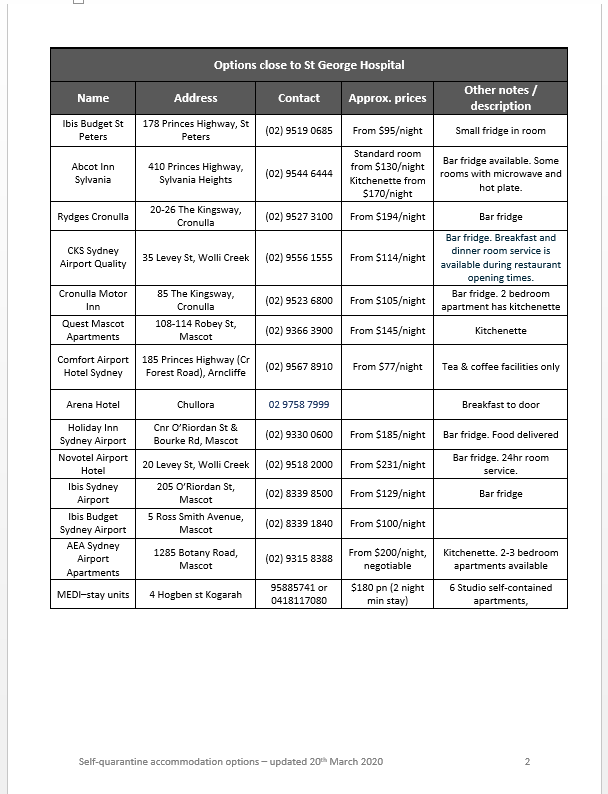 Options close to St George Hospital
Name Address Contact Approx. prices Other notes / description
Ibis Budget St Peters 178 Princes Highway, St Peters (02) 9519 0685 From $95/night Small fridge in room
Abcot Inn Sylvania 410 Princes Highway, Sylvania Heights (02) 9544 6444 Standard room from $130/night Kitchenette from $170/night Bar fridge available. Some rooms with microwave and hot plate.
Rydges Cronulla 20-26 The Kingsway, Cronulla (02) 9527 3100 From $194/night Bar fridge
CKS Sydney Airport Quality 35 Levey St, Wolli Creek (02) 9556 1555 From $114/night Bar fridge. Breakfast and dinner room service is available during restaurant opening times.
Cronulla Motor Inn 85 The Kingsway, Cronulla (02) 9523 6800 From $105/night Bar fridge. 2 bedroom apartment has kitchenette
Quest Mascot Apartments 108-114 Robey St, Mascot (02) 9366 3900 From $145/night Kitchenette
Comfort Airport Hotel Sydney 185 Princes Highway (Cr Forest Road), Arncliffe (02) 9567 8910 From $77/night Tea & coffee facilities only
Arena Hotel Chullora 02 9758 7999 Breakfast to door
Holiday Inn Sydney Airport Cnr O'Riordan St & Bourke Rd, Mascot (02) 9330 0600 From $185/night Bar fridge. Food delivered
Novotel Airport Hotel 20 Levey St, Wolli Creek (02) 9518 2000 From $231/night Bar fridge. 24hr room service.
Ibis Sydney Airport 205 O'Riordan St, Mascot (02) 8339 8500 From $129/night Bar fridge
Ibis Budget Sydney Airport 5 Ross Smith Avenue, Mascot (02) 8339 1840 From $100/night
AEA Sydney Airport Apartments 1285 Botany Road, Mascot (02) 9315 8388 From $200/night, negotiable Kitchenette. 2-3 bedroom apartments available
MEDI–stay units 4 Hogben st Kogarah 95885741 or 0418117080 $180 pn (2 night min stay) 6 Studio self-contained apartments,
Self-quarantine accommodation options – updated 20th March 2020 2